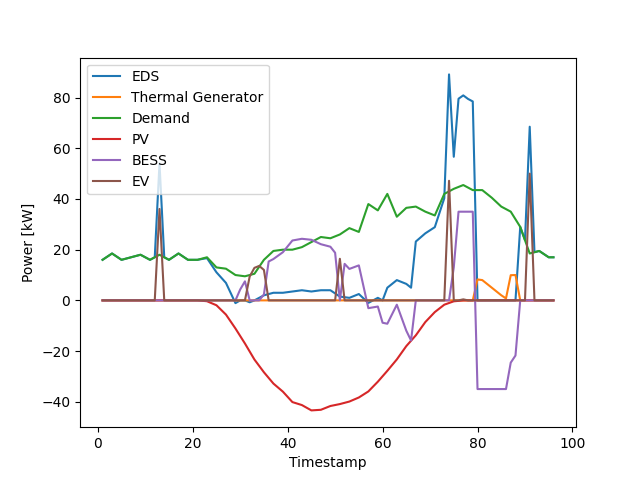 EDS
Thermal Generator
Demand
PV
BESS
EV
Power [kW]
80
60
40
20
0
−20
−40
0 20 40 60 80 100
Timestamp